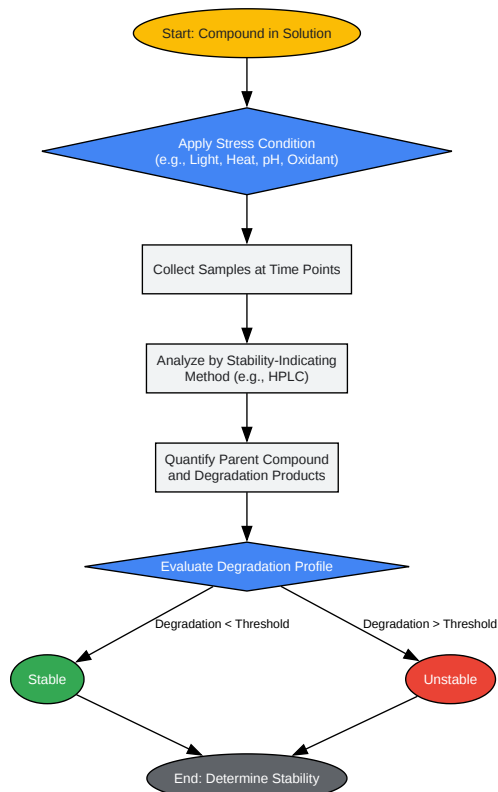 Start: Compound in Solution
Apply Stress Condition
(e.g., Light, Heat, pH, Oxidant)
Collect Samples at Time Points
Analyze by Stability-Indicating
Method (e.g., HPLC)
Quantify Parent Compound
and Degradation Products
Evaluate Degradation Profile
Degradation < Threshold
Degradation > Threshold
Stable
Unstable
End: Determine Stability